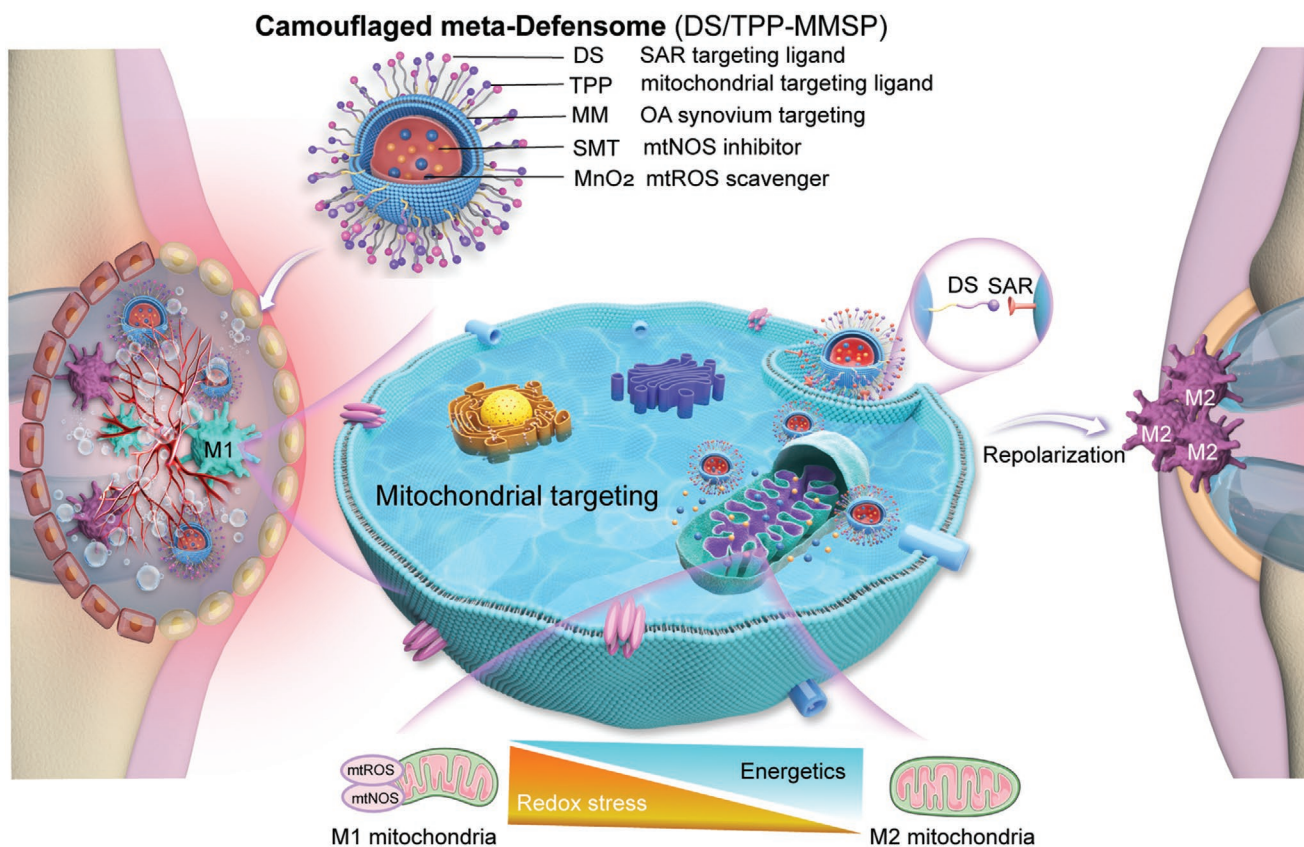 Camouflaged meta-Defensome (DS/TPP-MMSP)
DS SAR targeting ligand
TPP mitochondrial targeting ligand
MM OA synovium targeting
SMT mtNOS inhibitor
MnO2 mtROS scavenger
DS SAR
M1
Mitochondrial targeting
Repolarization
M2
M2
M2
mtROS
mtNOS
M1 mitochondria
Energetics
Redox stress
M2 mitochondria